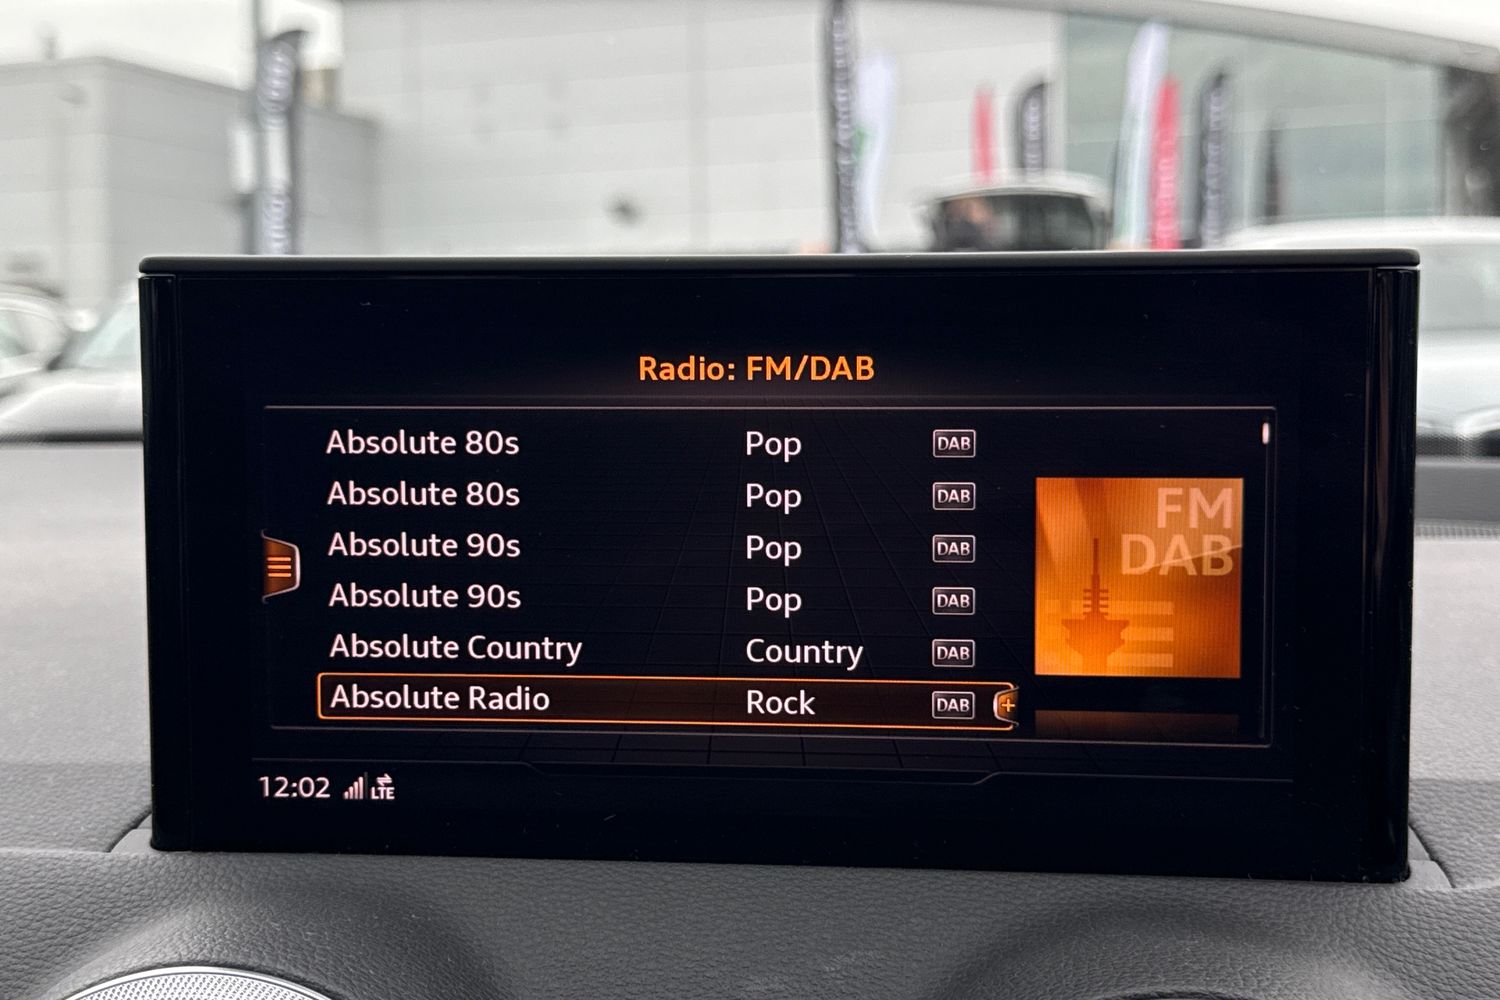 Radio: FM/DAB
Absolute 80s Pop DAB
Absolute 80s Pop DAB
Absolute 90s Pop DAB
Absolute 90s Pop DAB
Absolute Country Country DAB
Absolute Radio Rock DAB +
FM
DAB
12:02 LTE